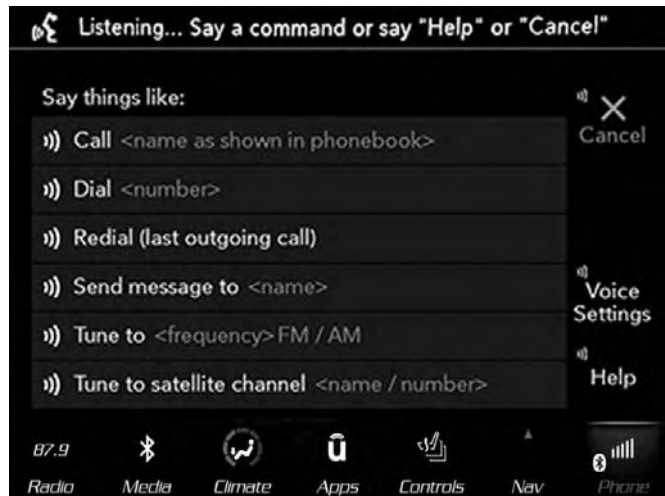 Listening... Say a command or say "Help" or "Cancel"
Say things like:
Call <name as shown in phonebook>
Dial <number>
Redial (last outgoing call)
Send message to <name>
Tune to <frequency> FM / AM
Tune to satellite channel <name / number>
Cancel
Voice
Settings
Help
87.9
Radio
Media
Climate
ū
Apps
Controls
Nav
Phone